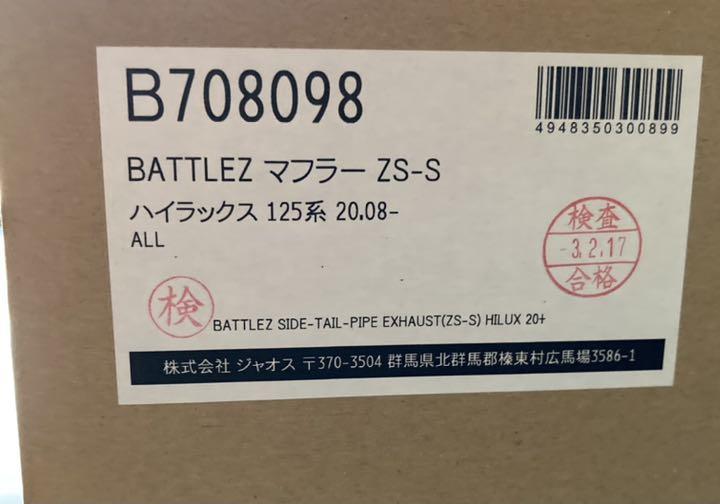 B708098
4948350300899
BATTLEZ マフラー ZS-S
ハイラックス 125系 20.08-
ALL
検査
-3.2.17
合格
検
BATTLEZ SIDE-TAIL-PIPE EXHAUST(ZS-S) HILUX 20+
株式会社 ジャオス 〒370-3504 群馬県北群馬郡榛東村広馬場3586-1